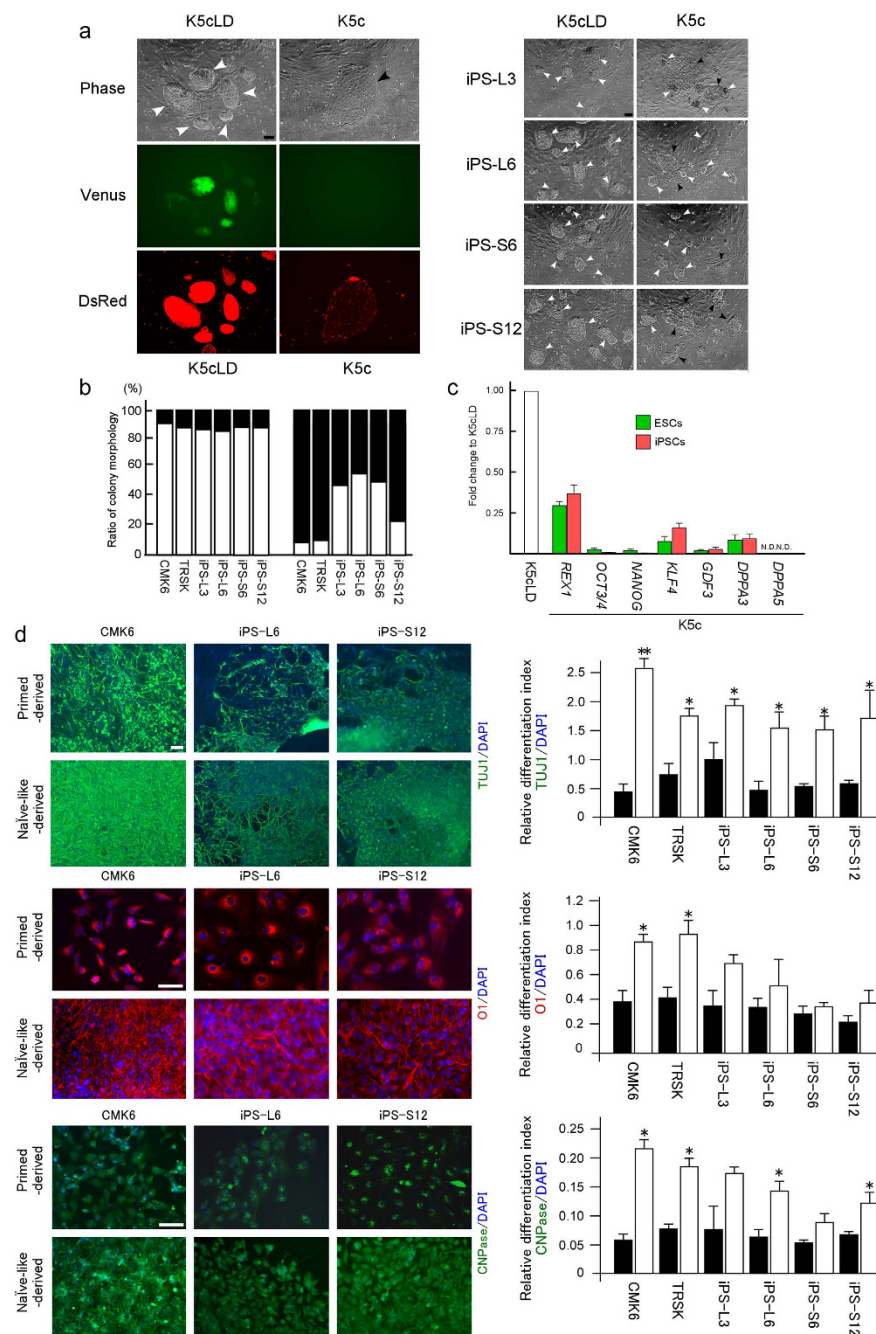 a
K5cLD K5c
Phase
Venus
DsRed
K5cLD K5c
iPS-L3
iPS-L6
iPS-S6
iPS-S12
b
(%)
K5cLD K5c
Ratio of colony morphology
100
80
60
40
20
0
CMK6
TRSK
iPS-L3
iPS-L6
iPS-S6
iPS-S12
CMK6
TRSK
iPS-L3
iPS-L6
iPS-S6
iPS-S12
c
Fold change to K5cLD
1.00
0.75
0.50
0.25
ESCs
iPSCs
N.D.N.D.
K5cLD
REX1
OCT3/4
NANOG
KLF4
GDF3
DPPA3
DPPA5
K5c
d
CMK6 iPS-L6 iPS-S12
Primed
-derived
Naïve-like
-derived
TUJ1/DAPI
Relative differentiation index
TUJ1/DAPI
2.5
2.0
1.5
1.0
0.5
0
** * * * * *
CMK6
TRSK
iPS-L3
iPS-L6
iPS-S6
iPS-S12
CMK6 iPS-L6 iPS-S12
Primed
-derived
Naïve-like
-derived
O1/DAPI
Relative differentiation index
O1/DAPI
1.2
1.0
0.8
0.6
0.4
0.2
0
* *
CMK6
TRSK
iPS-L3
iPS-L6
iPS-S6
iPS-S12
CMK6 iPS-L6 iPS-S12
Primed
-derived
Naïve-like
-derived
CNPase/DAPI
Relative differentiation index
CNPase/DAPI
0.25
0.20
0.15
0.10
0.05
0
* * * *
CMK6
TRSK
iPS-L3
iPS-L6
iPS-S6
iPS-S12